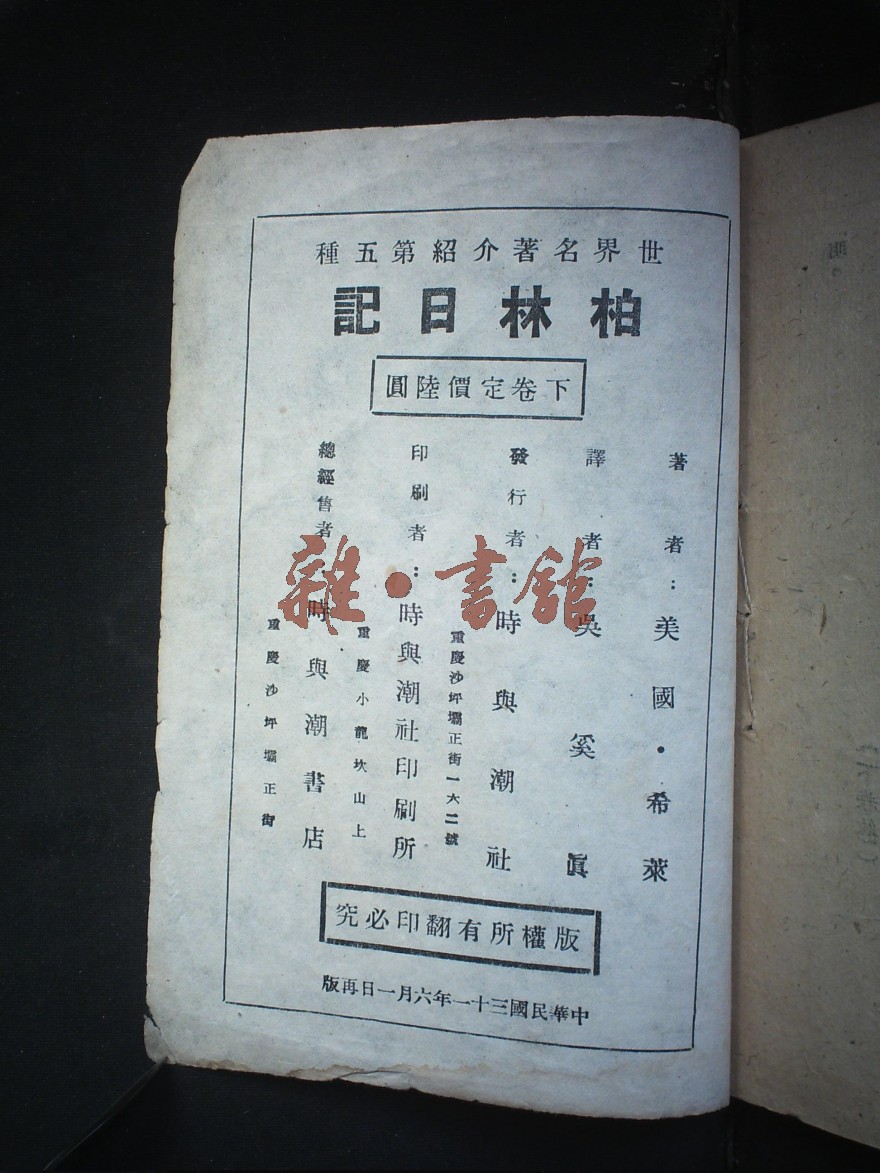 世界名著介紹第五種
柏林日記
下卷定價陸圓
著者：美國·希萊
譯者：吳奚眞
發行者：時與潮社
重慶沙坪壩正街一六二號
印刷者：時與潮社印刷所
重慶小龍坎山上
總經售者：時與潮書店
重慶沙坪壩正街
版權所有翻印必究
中華民國三十一年六月一日再版
雜·書館